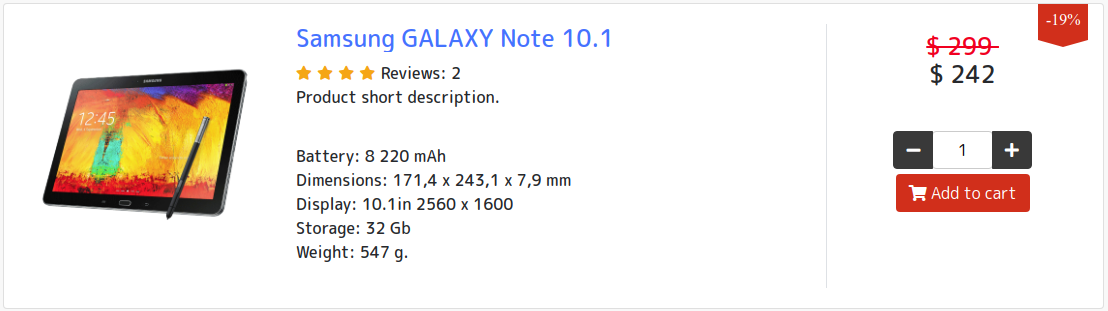 Samsung GALAXY Note 10.1
Reviews: 2
Product short description.
Battery: 8 220 mAh
Dimensions: 171,4 x 243,1 x 7,9 mm
Display: 10.1in 2560 x 1600
Storage: 32 Gb
Weight: 547 g.
SAMSUNG
12:45
-19%
$ 299
$ 242
1
Add to cart